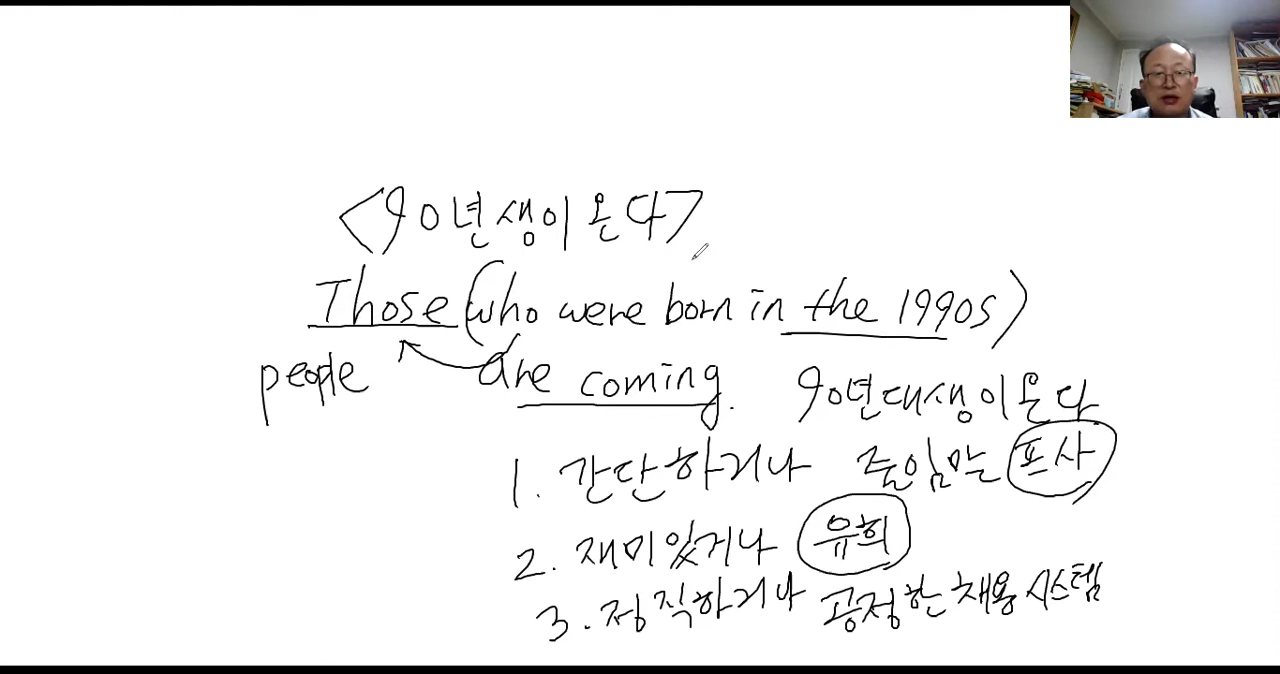 <90년생이 온다>
Those (who were born in the 1990s)
people are coming. 90년대생이 온다
1. 간단하거나 줄임말 프사
2. 재미있거나 유희
3. 정직하거나 공정한 채용시스템